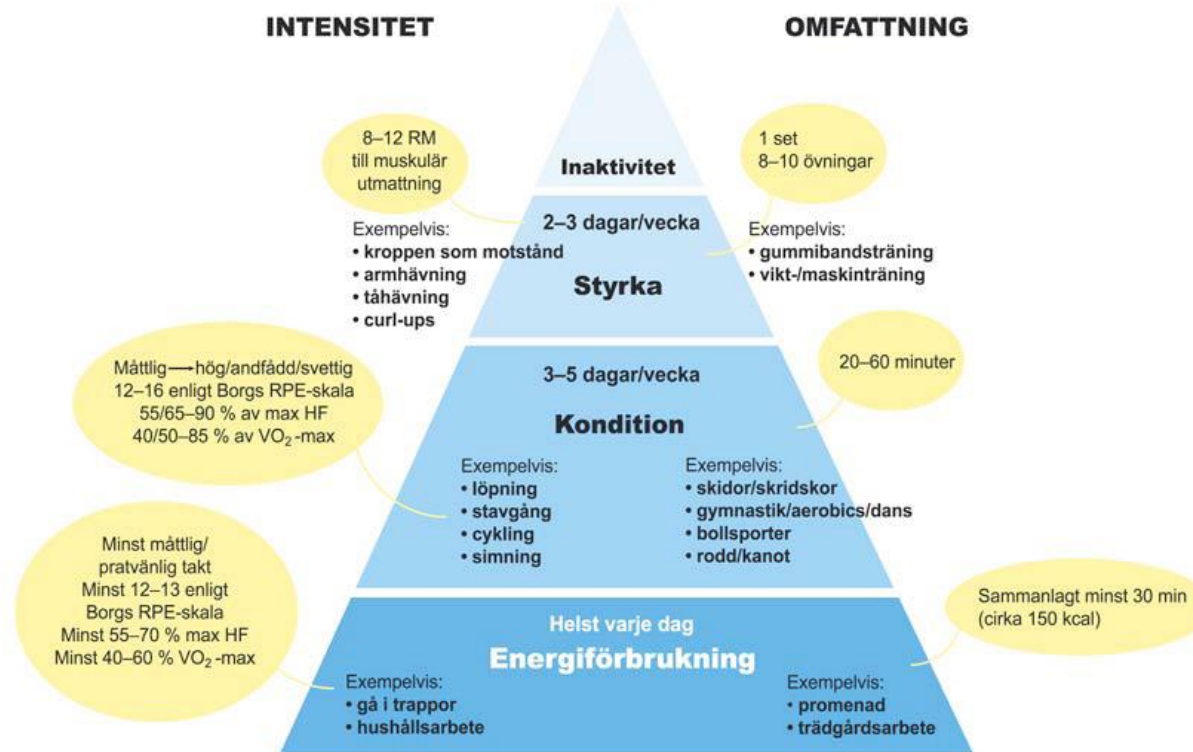 INTENSITET
OMFATTNING
8–12 RM
till muskulär
utmattning
1 set
8–10 övningar
Inaktivitet
2–3 dagar/vecka
Styrka
Exempelvis:
• kroppen som motstånd
• armhävning
• tåhävning
• curl-ups
Exempelvis:
• gummibandsträning
• vikt-/maskinträning
Måttlig→hög/andfådd/svettig
12–16 enligt Borgs RPE-skala
55/65–90 % av max HF
40/50–85 % av VO₂-max
20–60 minuter
3–5 dagar/vecka
Kondition
Exempelvis:
• löpning
• stavgång
• cykling
• simning
Exempelvis:
• skidor/skridskor
• gymnastik/aerobics/dans
• bollsporter
• rodd/kanot
Minst måttlig/
pratvänlig takt
Minst 12–13 enligt
Borgs RPE-skala
Minst 55–70 % max HF
Minst 40–60 % VO₂-max
Sammanlagt minst 30 min
(cirka 150 kcal)
Helst varje dag
Energiförbrukning
Exempelvis:
• gå i trappor
• hushållsarbete
Exempelvis:
• promenad
• trädgårdsarbete